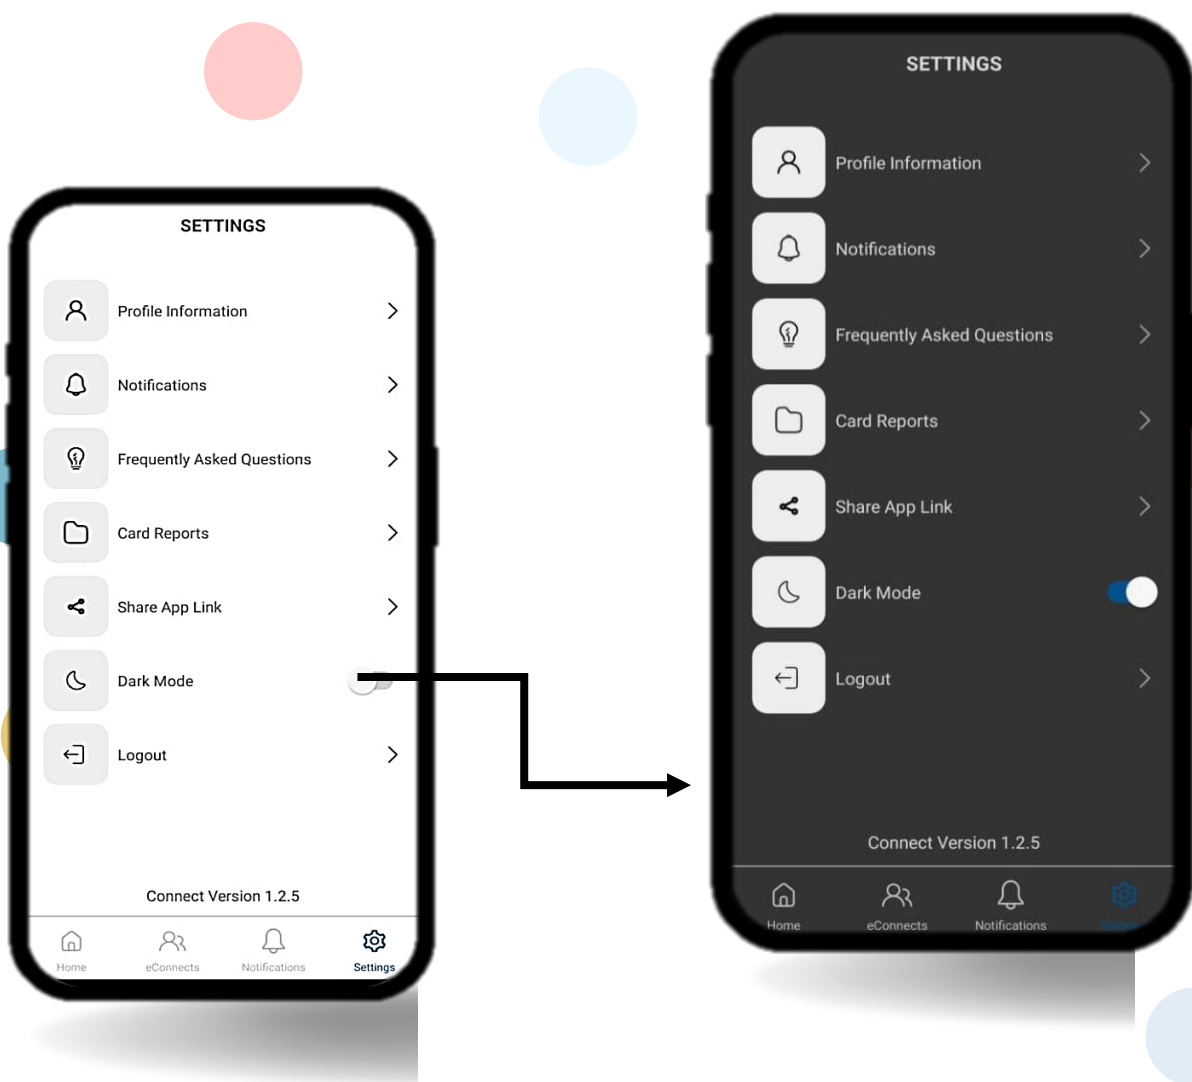 SETTINGS
Profile Information
Notifications
Frequently Asked Questions
Card Reports
Share App Link
Dark Mode
Logout
Connect Version 1.2.5
Home
eConnects
Notifications
Settings
SETTINGS
Profile Information
Notifications
Frequently Asked Questions
Card Reports
Share App Link
Dark Mode
Logout
Connect Version 1.2.5
Home
eConnects
Notifications